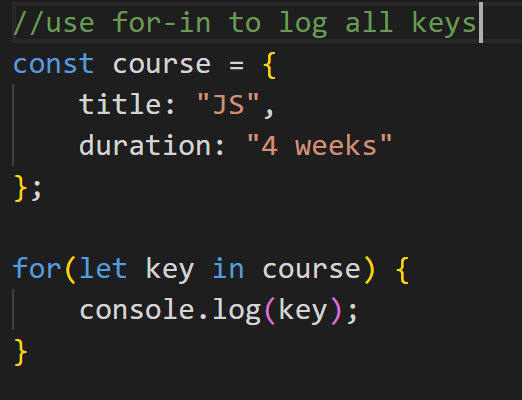 //use for-in to log all keys
const course = {
    title: "JS",
    duration: "4 weeks"
};

for(let key in course) {
    console.log(key);
}